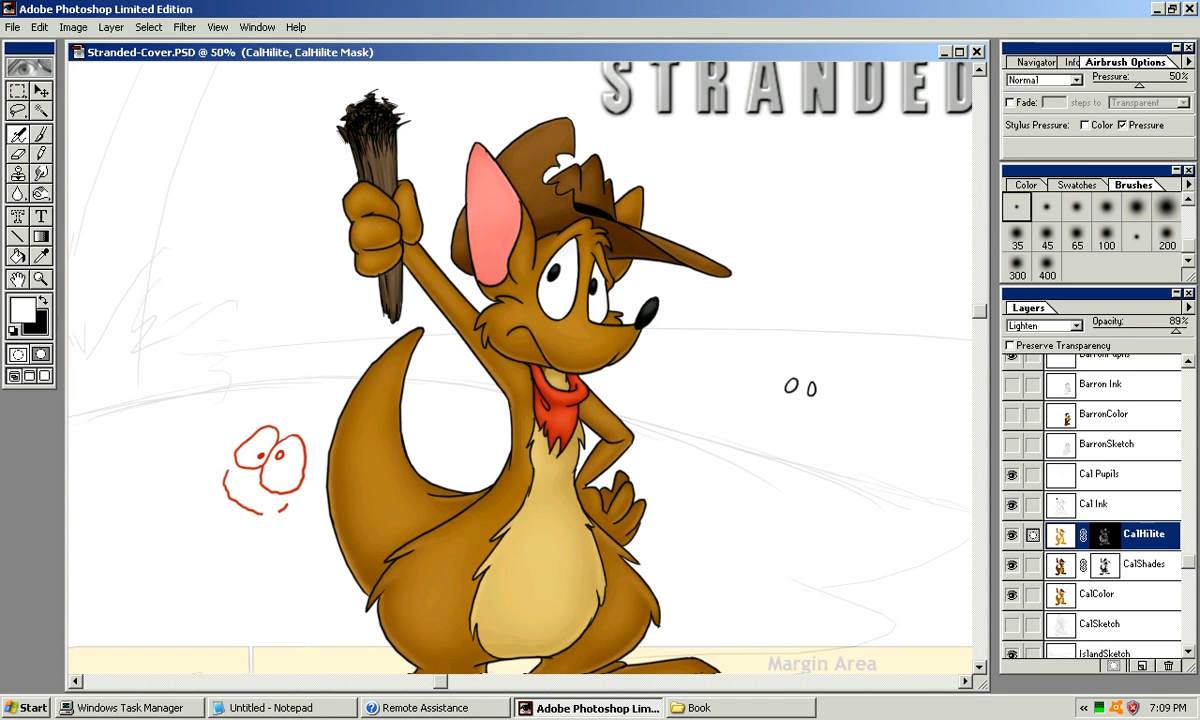 Adobe Photoshop Limited Edition
File Edit Image Layer Select Filter View Window Help
Stranded-Cover.PSD @ 50% (CalHilite, CalHilite Mask)
STRANDED
Margin Area
Navigator Info Airbrush Options
Normal Pressure: 50%
Fade: steps to Transparent
Stylus Pressure: Color Pressure
Color Swatches Brushes
35 45 65 100 200
300 400
Layers
Lighten Opacity: 89%
Preserve Transparency
BarronPupils
Barron Ink
BarronColor
BarronSketch
Cal Pupils
Cal Ink
CalHilite
CalShades
CalColor
CalSketch
IslandSketch
Start Windows Task Manager Untitled - Notepad Remote Assistance Adobe Photoshop Lim... Book « 7:09 PM